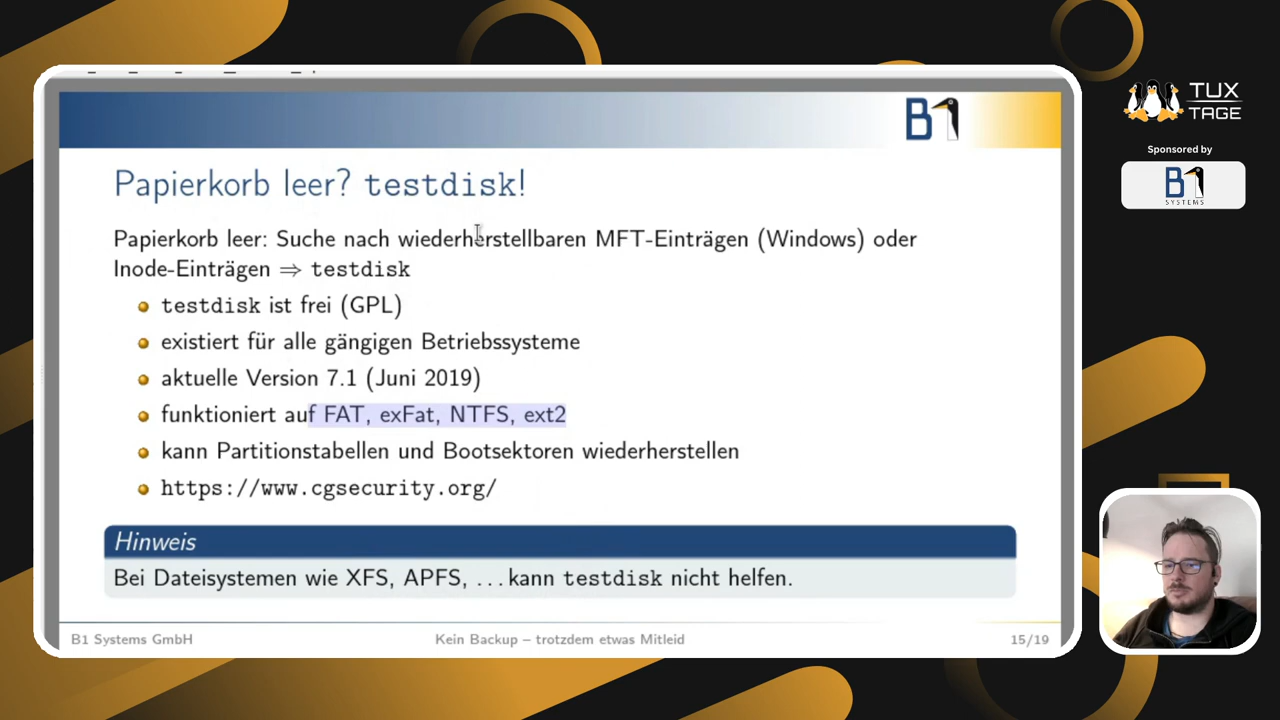 Papierkorb leer? testdisk!
Papierkorb leer: Suche nach wiederherstellbaren MFT-Einträgen (Windows) oder
Inode-Einträgen ⇒ testdisk
testdisk ist frei (GPL)
existiert für alle gängigen Betriebssysteme
aktuelle Version 7.1 (Juni 2019)
funktioniert auf FAT, exFat, NTFS, ext2
kann Partitionstabellen und Bootsektoren wiederherstellen
https://www.cgsecurity.org/
Hinweis
Bei Dateisystemen wie XFS, APFS, ...kann testdisk nicht helfen.
B1 Systems GmbH
Kein Backup – trotzdem etwas Mitleid
15/19
B1
TUX
TAGE
Sponsored by
B1
SYSTEMS